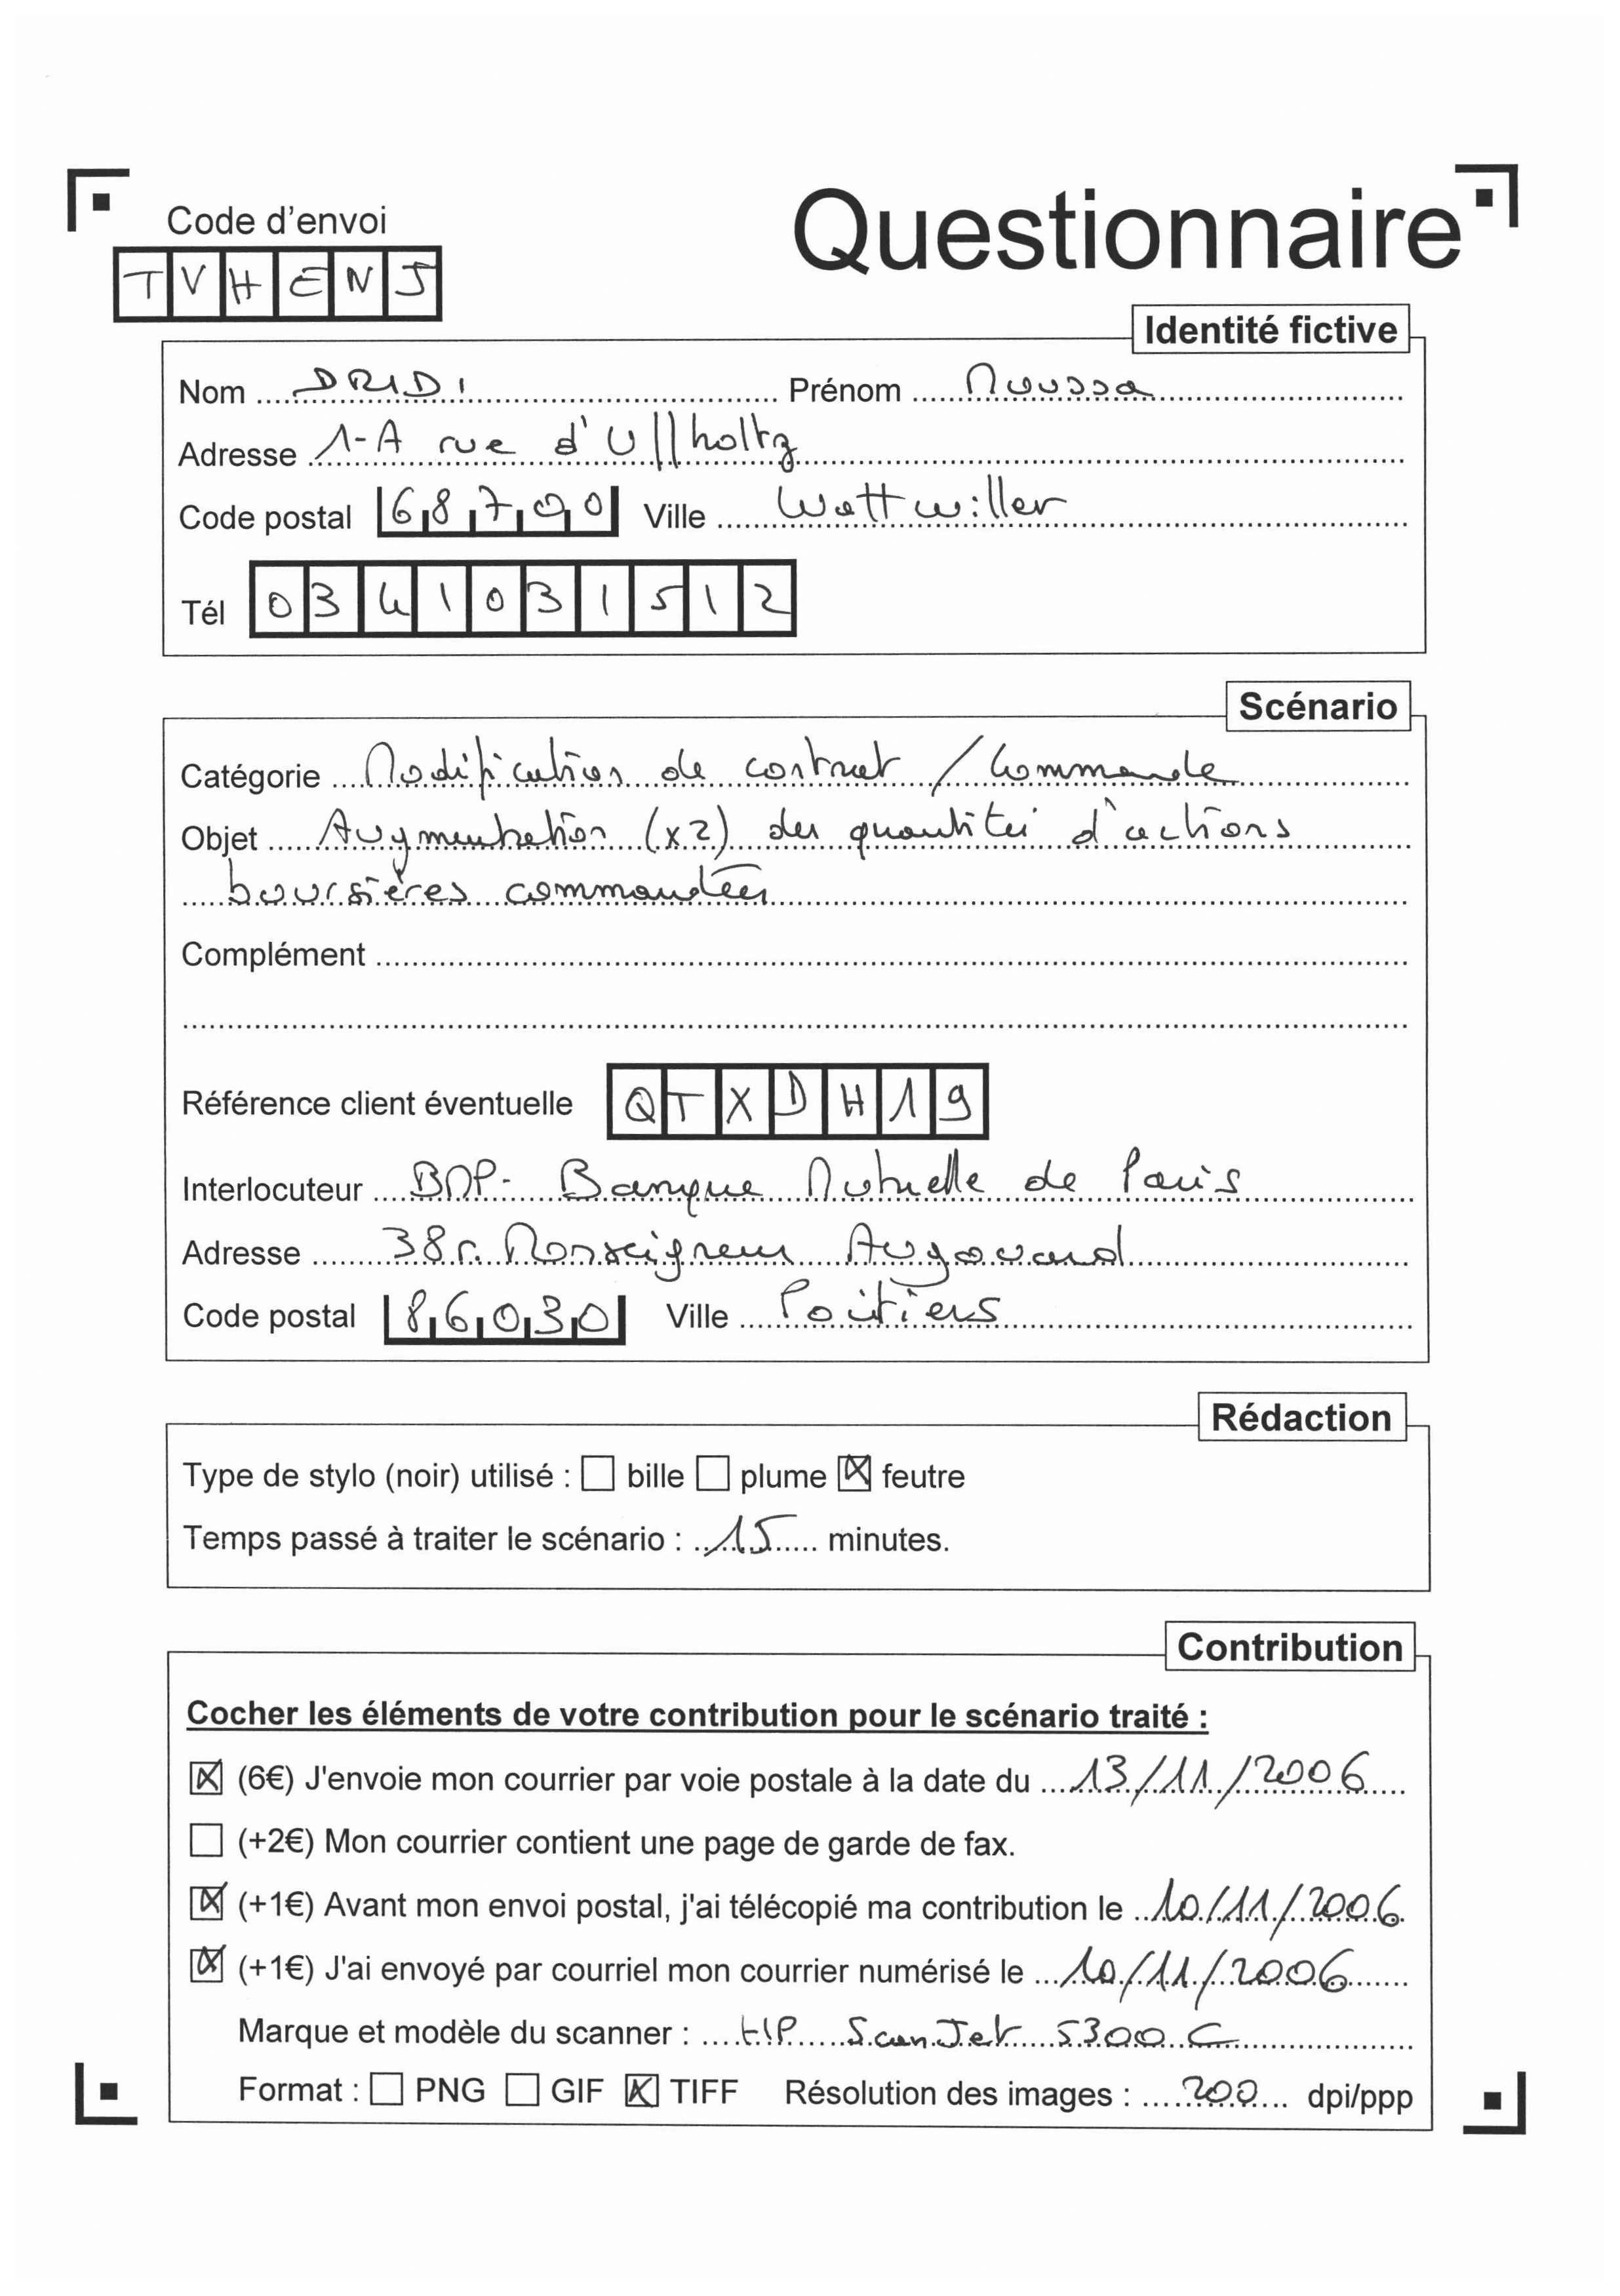 Code d'envoi
Questionnaire
TVHENJ
Identité fictive
Nom DRIDI Prénom Moussa
Adresse 1-A rue d'Ullholtz
Code postal 68700 Ville Wattwiller
Tél 0341031512
Scénario
Catégorie Modification de contrat / Commande
Objet Augmentation (x2) des quantités d'actions
boursières commandées
Complément
Référence client éventuelle QTXDH19
Interlocuteur BMP - Banque Mutuelle de Paris
Adresse 38 r. Monseigneur Augouard
Code postal 86030 Ville Poitiers
Rédaction
Type de stylo (noir) utilisé : ☐ bille ☐ plume ☒ feutre
Temps passé à traiter le scénario : 15 minutes.
Contribution
Cocher les éléments de votre contribution pour le scénario traité :
☒ (6€) J'envoie mon courrier par voie postale à la date du 13/11/2006
☐ (+2€) Mon courrier contient une page de garde de fax.
☒ (+1€) Avant mon envoi postal, j'ai télécopié ma contribution le 10/11/2006
☒ (+1€) J'ai envoyé par courriel mon courrier numérisé le 10/11/2006
Marque et modèle du scanner : HP ScanJet 5300 C
Format : ☐ PNG ☐ GIF ☒ TIFF Résolution des images : 200 dpi/ppp